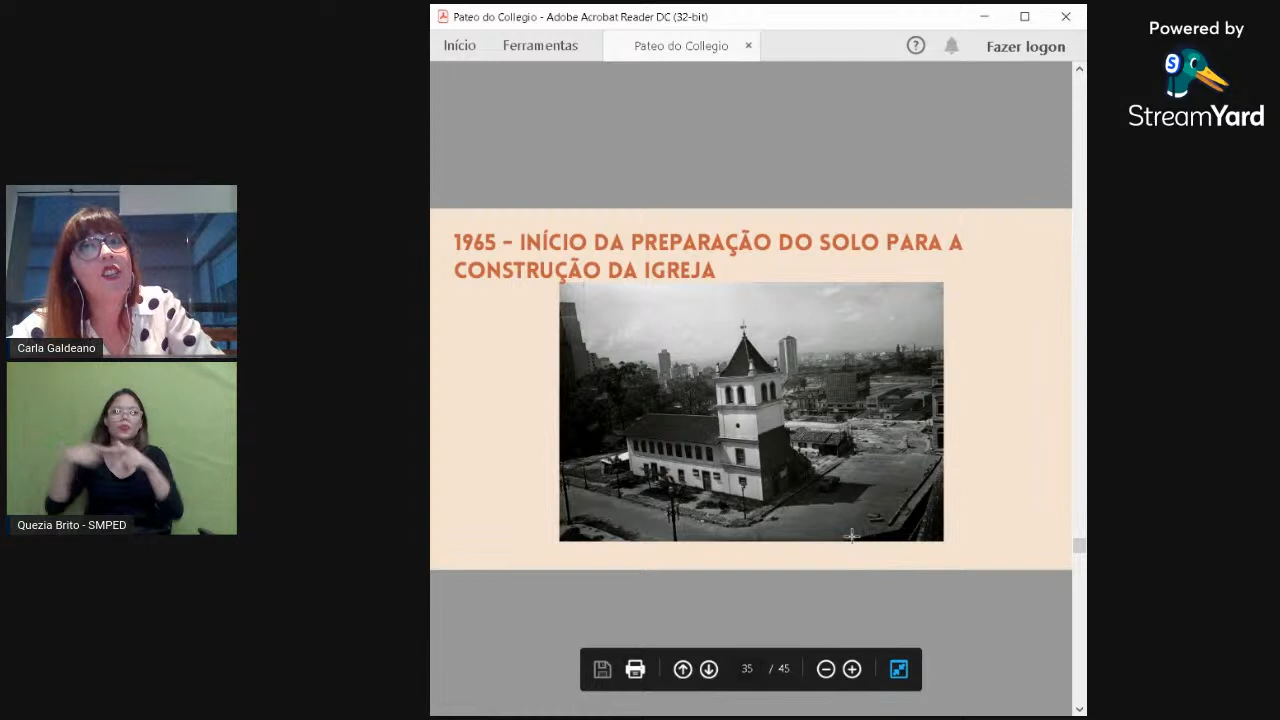 Pateo do Collegio - Adobe Acrobat Reader DC (32-bit)
Início Ferramentas Pateo do Collegio × ? Fazer logon
Powered by
S
StreamYard
1965 - INÍCIO DA PREPARAÇÃO DO SOLO PARA A
CONSTRUÇÃO DA IGREJA
Carla Galdeano
Quezia Brito - SMPED
35 / 45